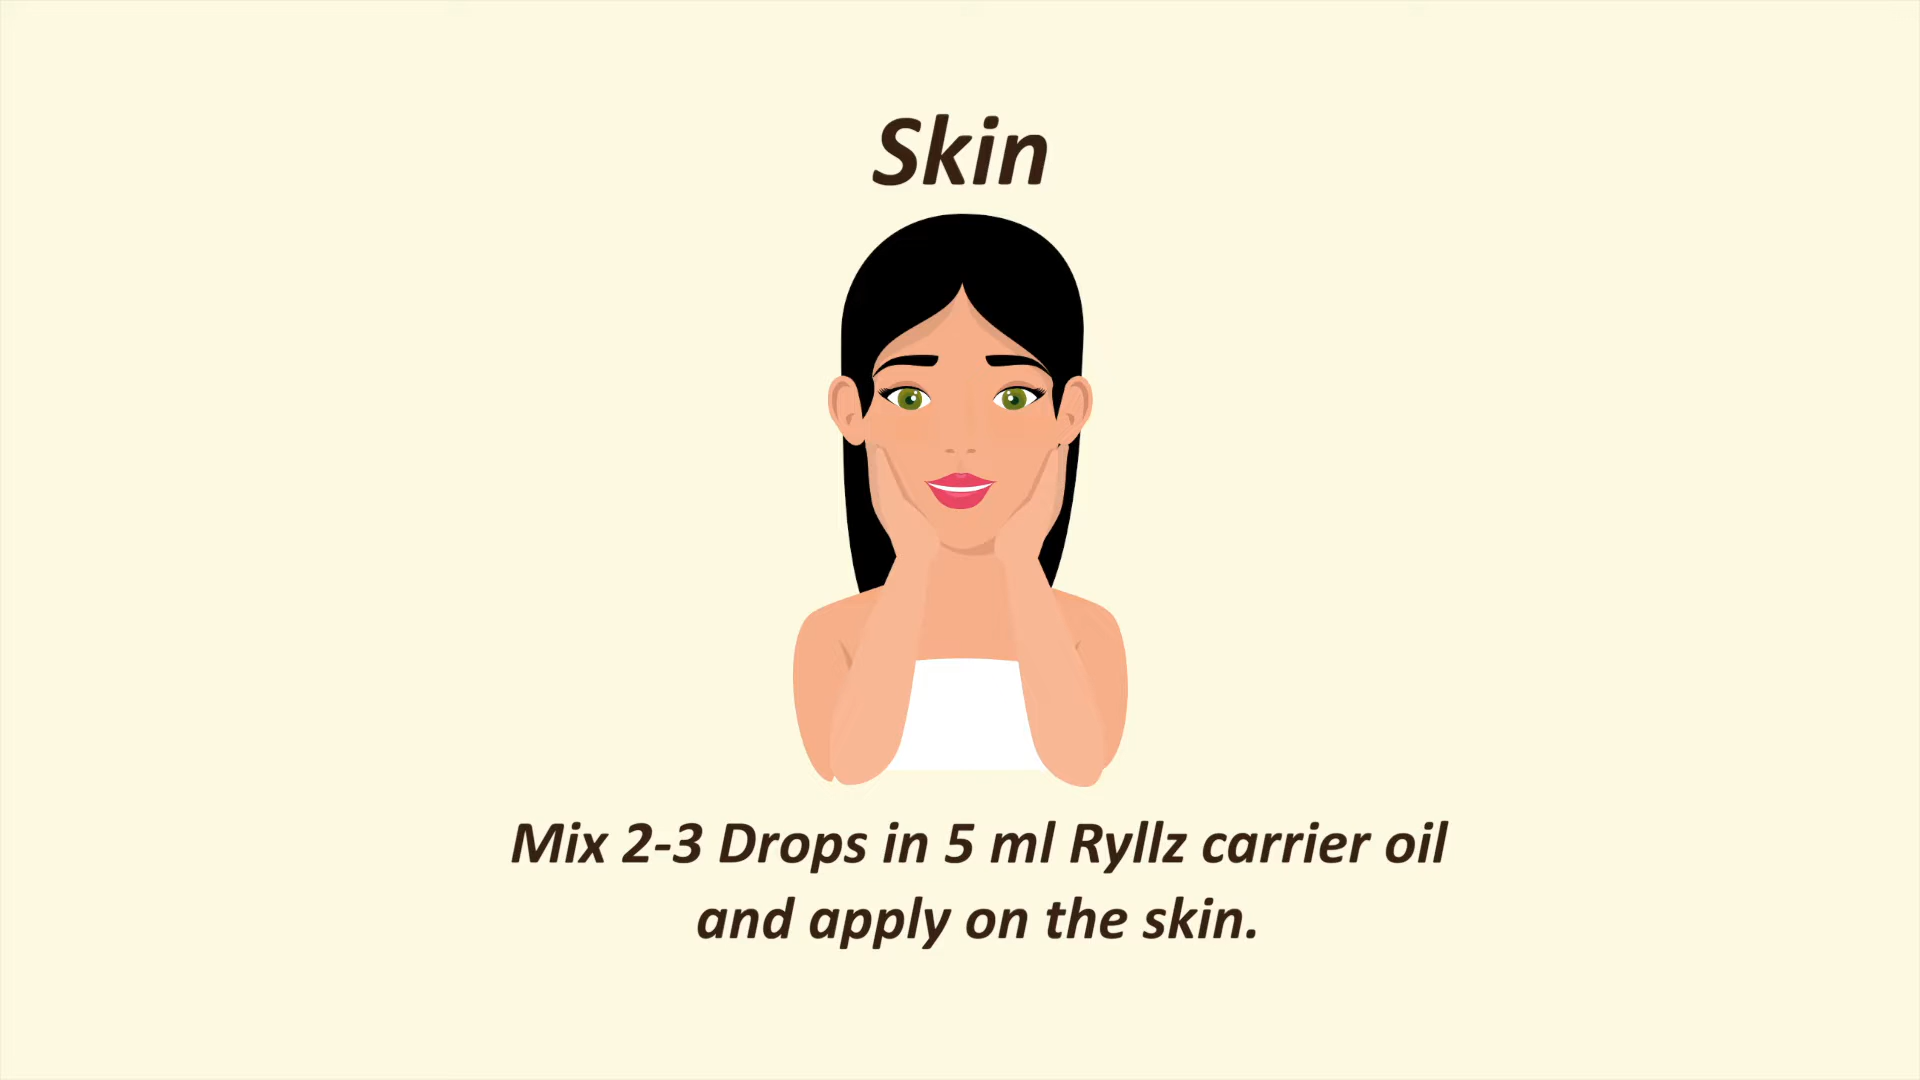 Skin
Mix 2-3 Drops in 5 ml Ryllz carrier oil
and apply on the skin.